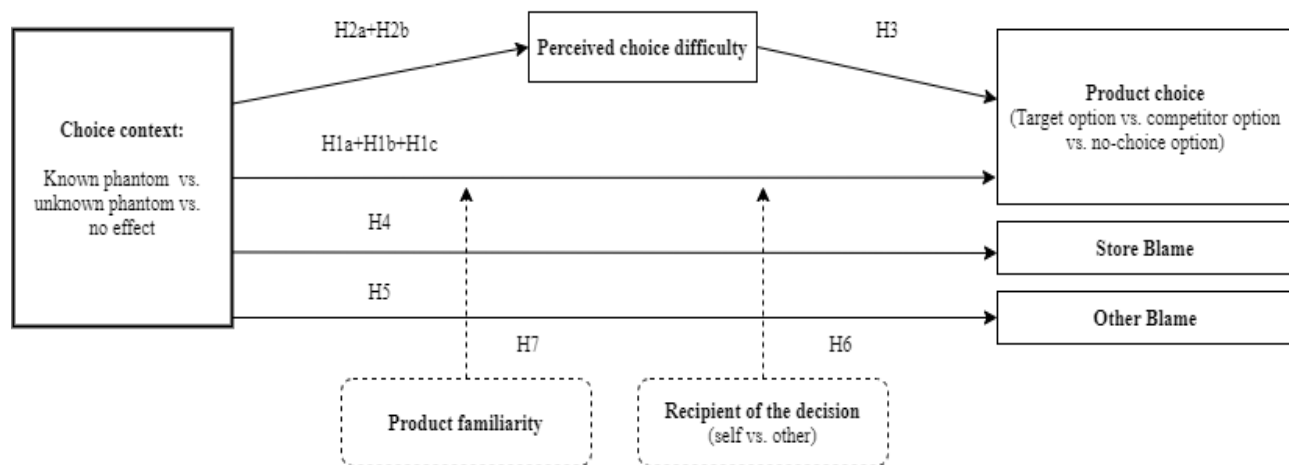 H2a+H2b
Perceived choice difficulty
H3
Choice context:
Known phantom vs.
unknown phantom vs.
no effect
H1a+H1b+H1c
Product choice
(Target option vs. competitor option
vs. no-choice option)
H4
Store Blame
H5
Other Blame
H7
H6
Product familiarity
Recipient of the decision
(self vs. other)